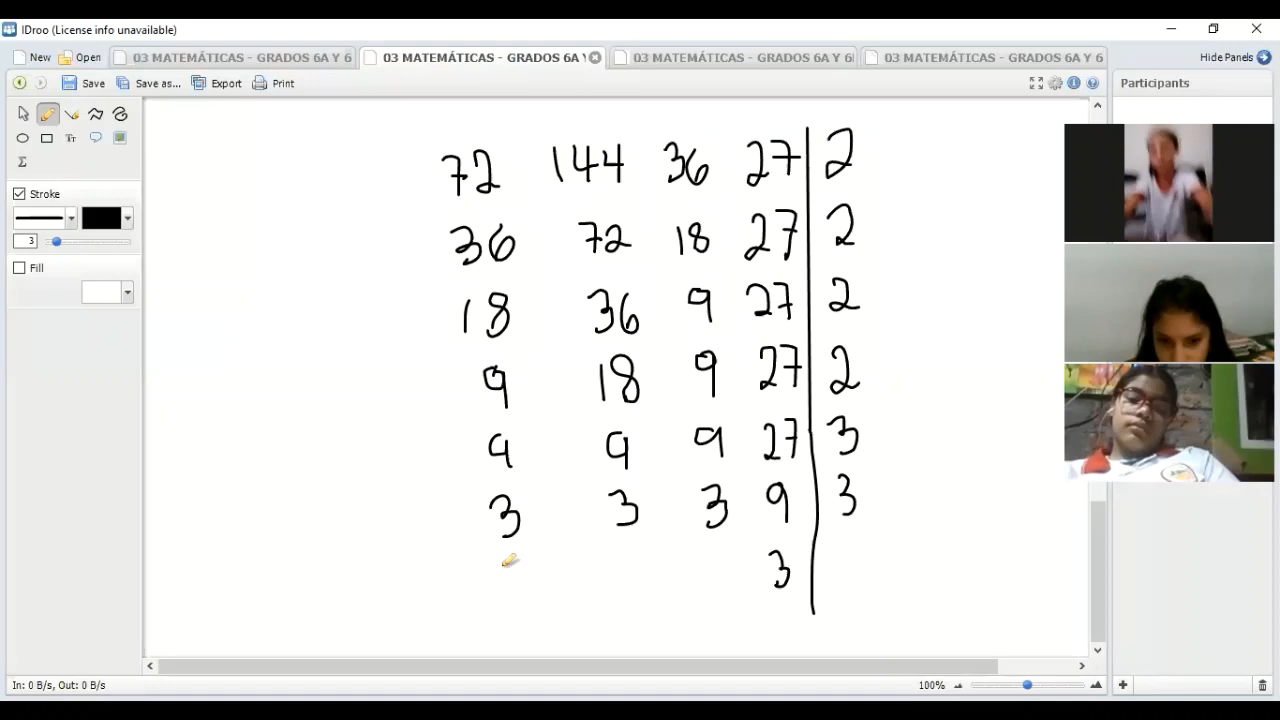 IDroo (License info unavailable)
New Open 03 MATEMÁTICAS - GRADOS 6A Y 6 03 MATEMÁTICAS - GRADOS 6A Y 03 MATEMÁTICAS - GRADOS 6A Y 6 03 MATEMÁTICAS - GRADOS 6A Y 6 Hide Panels
Save Save as... Export Print Participants
72 144 36 27 2
36 72 18 27 2
18 36 9 27 2
9 18 9 27 2
9 9 9 27 3
3 3 3 9 3
3
Tt
Σ
Stroke
3
Fill
In: 0 B/s, Out: 0 B/s 100%